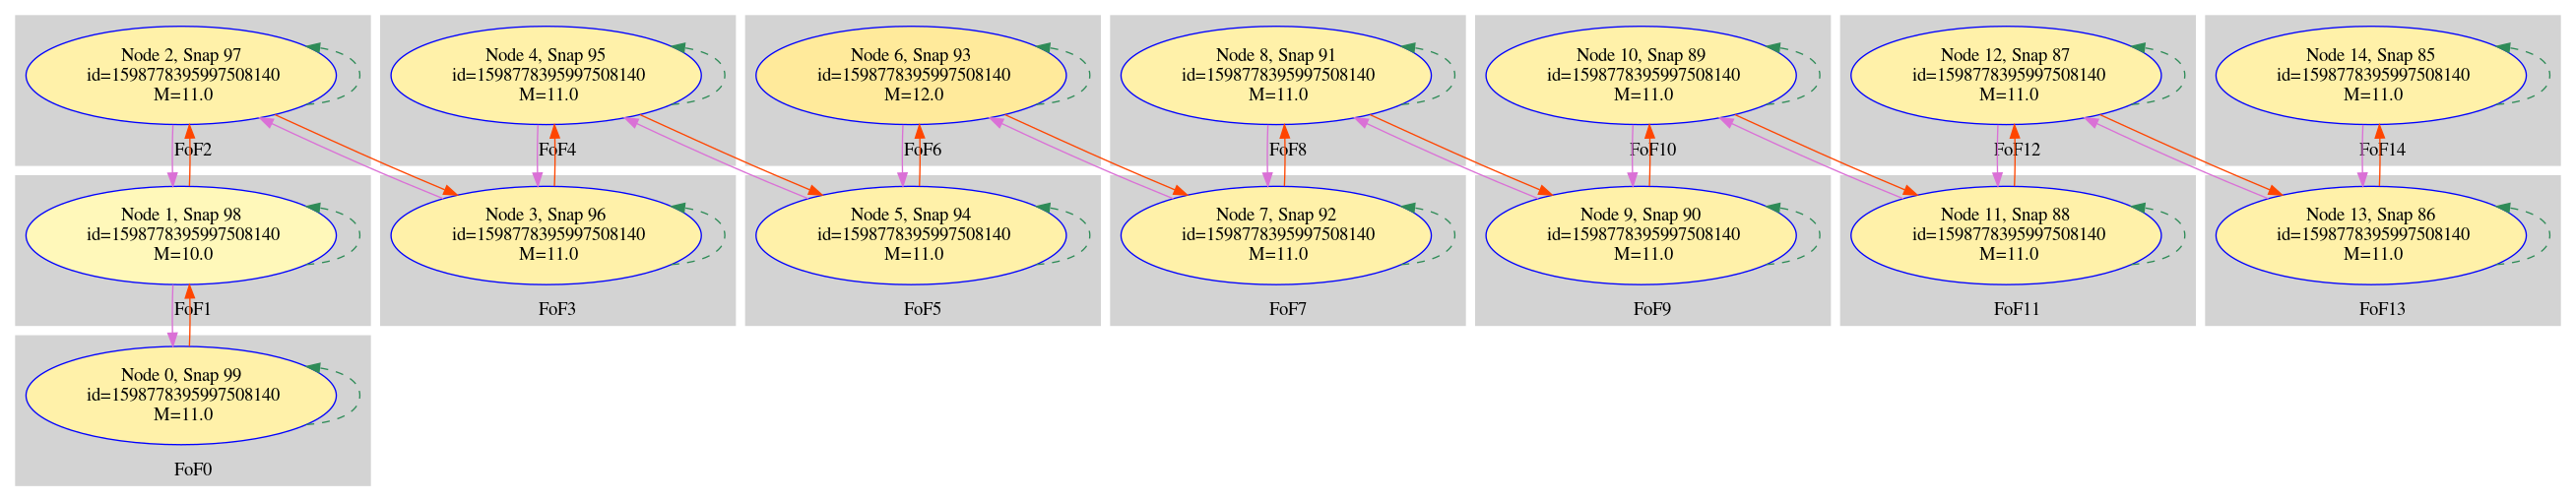 Node 2, Snap 97
id=1598778395997508140
M=11.0
FoF2
Node 4, Snap 95
id=1598778395997508140
M=11.0
FoF4
Node 6, Snap 93
id=1598778395997508140
M=12.0
FoF6
Node 8, Snap 91
id=1598778395997508140
M=11.0
FoF8
Node 10, Snap 89
id=1598778395997508140
M=11.0
FoF10
Node 12, Snap 87
id=1598778395997508140
M=11.0
FoF12
Node 14, Snap 85
id=1598778395997508140
M=11.0
FoF14
Node 1, Snap 98
id=1598778395997508140
M=10.0
FoF1
Node 3, Snap 96
id=1598778395997508140
M=11.0
FoF3
Node 5, Snap 94
id=1598778395997508140
M=11.0
FoF5
Node 7, Snap 92
id=1598778395997508140
M=11.0
FoF7
Node 9, Snap 90
id=1598778395997508140
M=11.0
FoF9
Node 11, Snap 88
id=1598778395997508140
M=11.0
FoF11
Node 13, Snap 86
id=1598778395997508140
M=11.0
FoF13
Node 0, Snap 99
id=1598778395997508140
M=11.0
FoF0